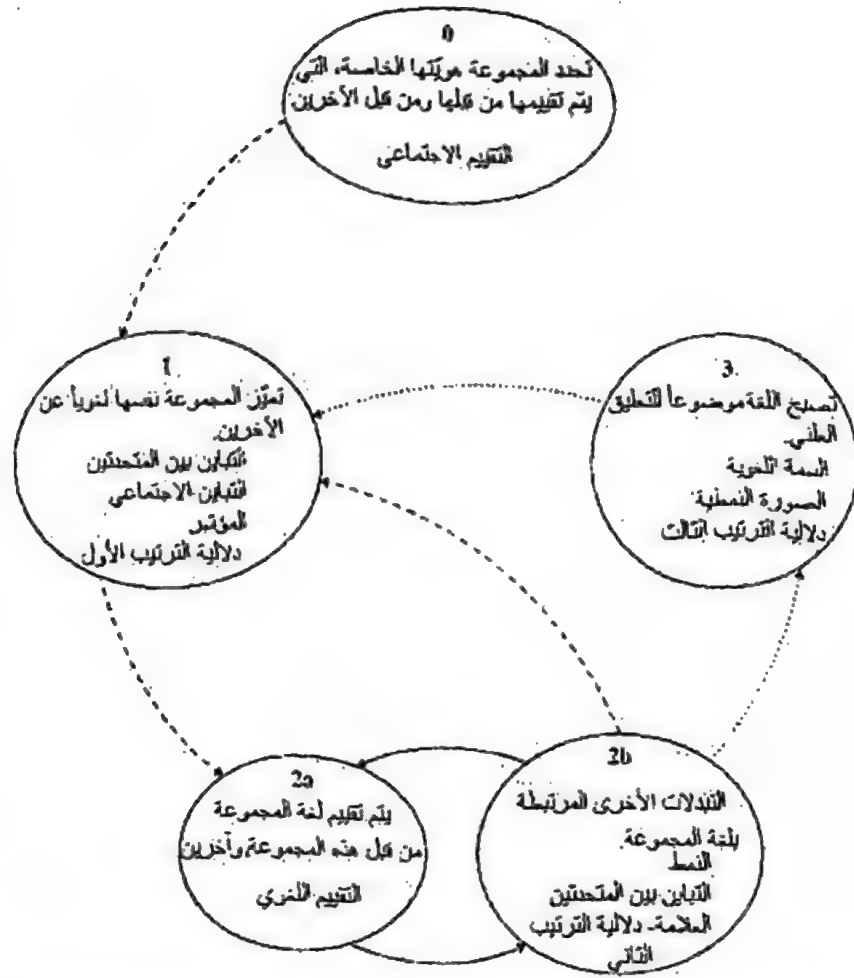 0
تحدد المجموعة هويّتها الخاصة، التي
يتم تقييمها من قبلها ومن قبل الآخرين
التقييم الاجتماعي
1
تميّز المجموعة نفسها لغوياً عن
الآخرين.
التباين بين المتحدثين
التباين الاجتماعي
المؤشر
دلالية الترتيب الأول
3
تصبح اللغة موضوعاً للتعليق
العلني.
السمة اللغوية
الصورة النمطية
دلالية الترتيب الثالث
2a
يتم تقييم لغة المجموعة
من قبل هذه المجموعة وآخرين
التقييم اللغوي
2b
التبدلات الأخرى المرتبطة
بلغة المجموعة.
النمط
التباين بين المتحدثين
العلامة- دلالية الترتيب
الثاني